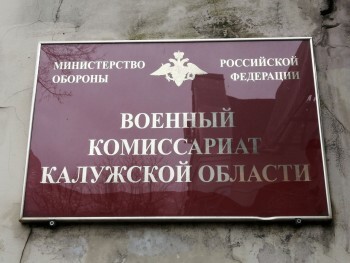 МИНИСТЕРСТВО РОССИЙСКОЙ
ОБОРОНЫ ФЕДЕРАЦИИ
ВОЕННЫЙ
КОМИССАРИАТ
КАЛУЖСКОЙ ОБЛАСТИ